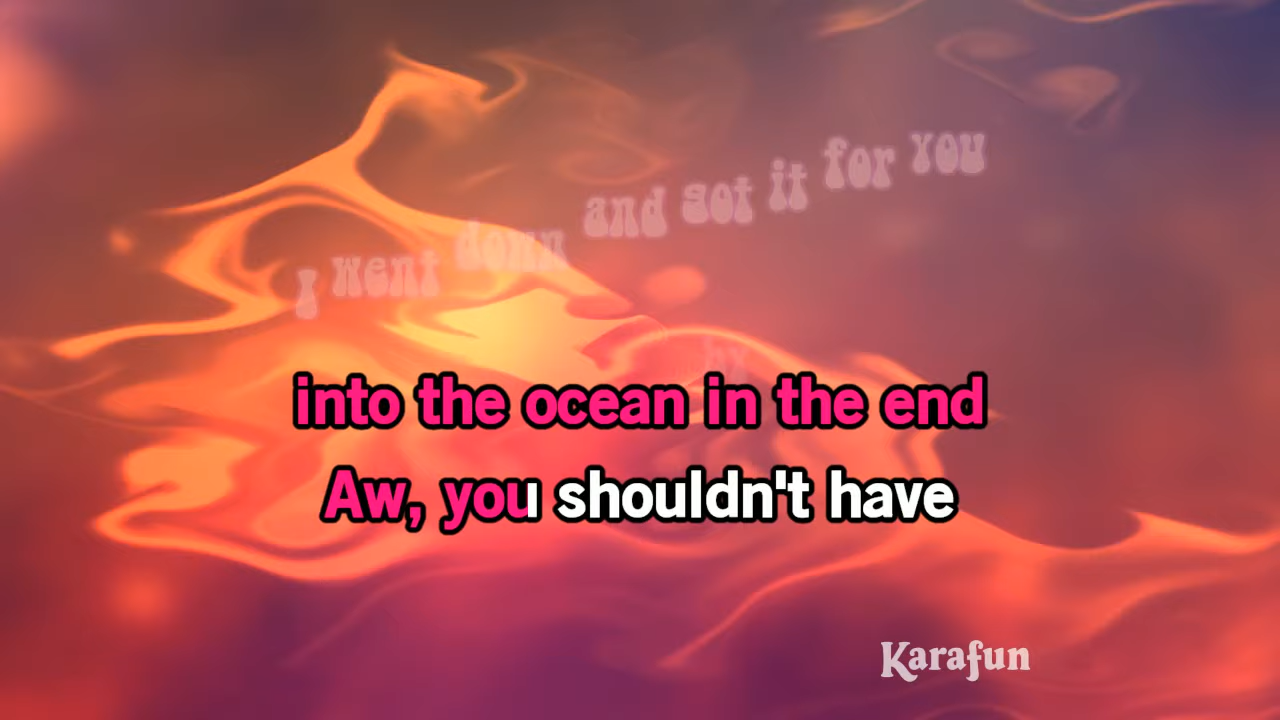 I went down and got it for you
into the ocean in the end
Aw, you shouldn't have
Karafun